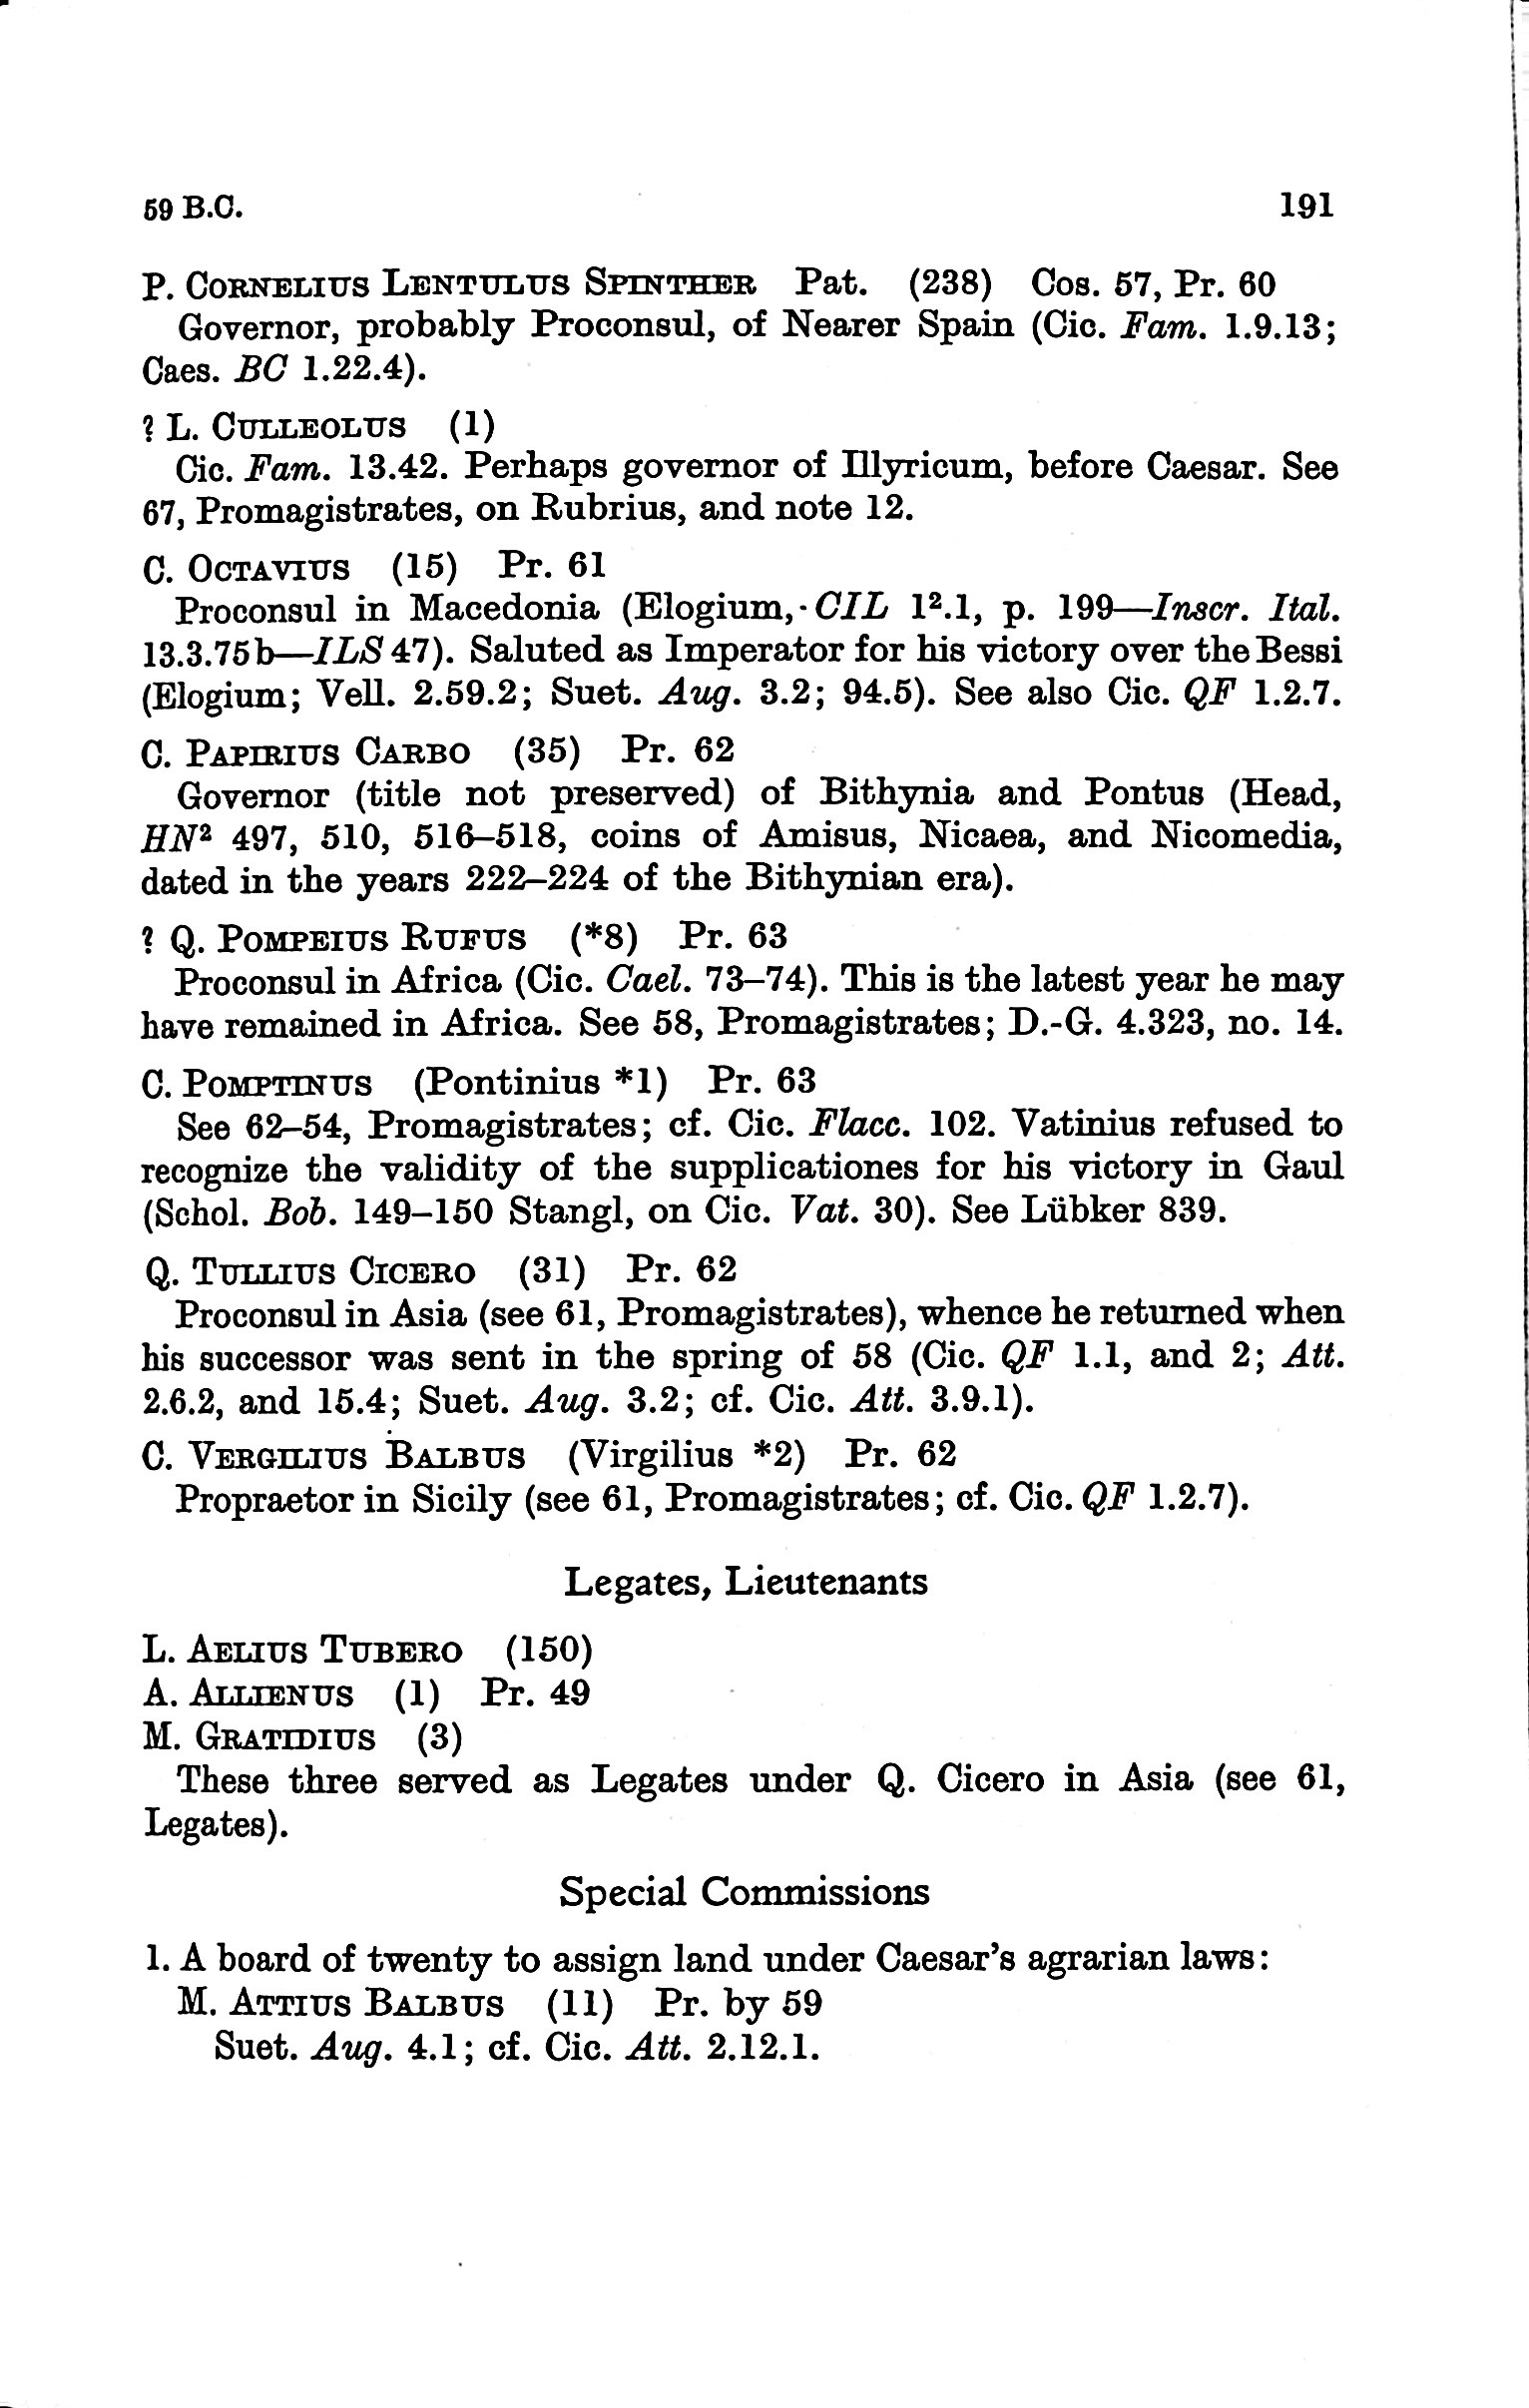 59 B.C. 191
P. Cornelius Lentulus Spinther Pat. (238) Cos. 57, Pr. 60
Governor, probably Proconsul, of Nearer Spain (Cic. Fam. 1.9.13;
Caes. BC 1.22.4).
? L. Culleolus (1)
Cic. Fam. 13.42. Perhaps governor of Illyricum, before Caesar. See
67, Promagistrates, on Rubrius, and note 12.
C. Octavius (15) Pr. 61
Proconsul in Macedonia (Elogium, CIL 1².1, p. 199—Inscr. Ital.
13.3.75b—ILS 47). Saluted as Imperator for his victory over the Bessi
(Elogium; Vell. 2.59.2; Suet. Aug. 3.2; 94.5). See also Cic. QF 1.2.7.
C. Papirius Carbo (35) Pr. 62
Governor (title not preserved) of Bithynia and Pontus (Head,
HN² 497, 510, 516–518, coins of Amisus, Nicaea, and Nicomedia,
dated in the years 222–224 of the Bithynian era).
? Q. Pompeius Rufus (*8) Pr. 63
Proconsul in Africa (Cic. Cael. 73–74). This is the latest year he may
have remained in Africa. See 58, Promagistrates; D.-G. 4.323, no. 14.
C. Pomptinus (Pontinius *1) Pr. 63
See 62–54, Promagistrates; cf. Cic. Flacc. 102. Vatinius refused to
recognize the validity of the supplicationes for his victory in Gaul
(Schol. Bob. 149–150 Stangl, on Cic. Vat. 30). See Lübker 839.
Q. Tullius Cicero (31) Pr. 62
Proconsul in Asia (see 61, Promagistrates), whence he returned when
his successor was sent in the spring of 58 (Cic. QF 1.1, and 2; Att.
2.6.2, and 15.4; Suet. Aug. 3.2; cf. Cic. Att. 3.9.1).
C. Vergilius Balbus (Virgilius *2) Pr. 62
Propraetor in Sicily (see 61, Promagistrates; cf. Cic. QF 1.2.7).
Legates, Lieutenants
L. Aelius Tubero (150)
A. Allienus (1) Pr. 49
M. Gratidius (3)
These three served as Legates under Q. Cicero in Asia (see 61,
Legates).
Special Commissions
1. A board of twenty to assign land under Caesar's agrarian laws:
M. Attius Balbus (11) Pr. by 59
Suet. Aug. 4.1; cf. Cic. Att. 2.12.1.